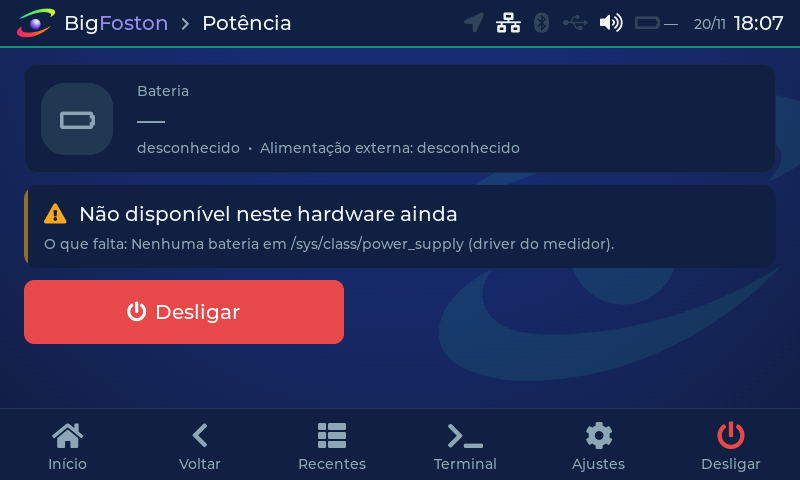 BigFoston > Potência — 20/11 18:07
Bateria
—
desconhecido • Alimentação externa: desconhecido
Não disponível neste hardware ainda
O que falta: Nenhuma bateria em /sys/class/power_supply (driver do medidor).
Desligar
Início Voltar Recentes Terminal Ajustes Desligar